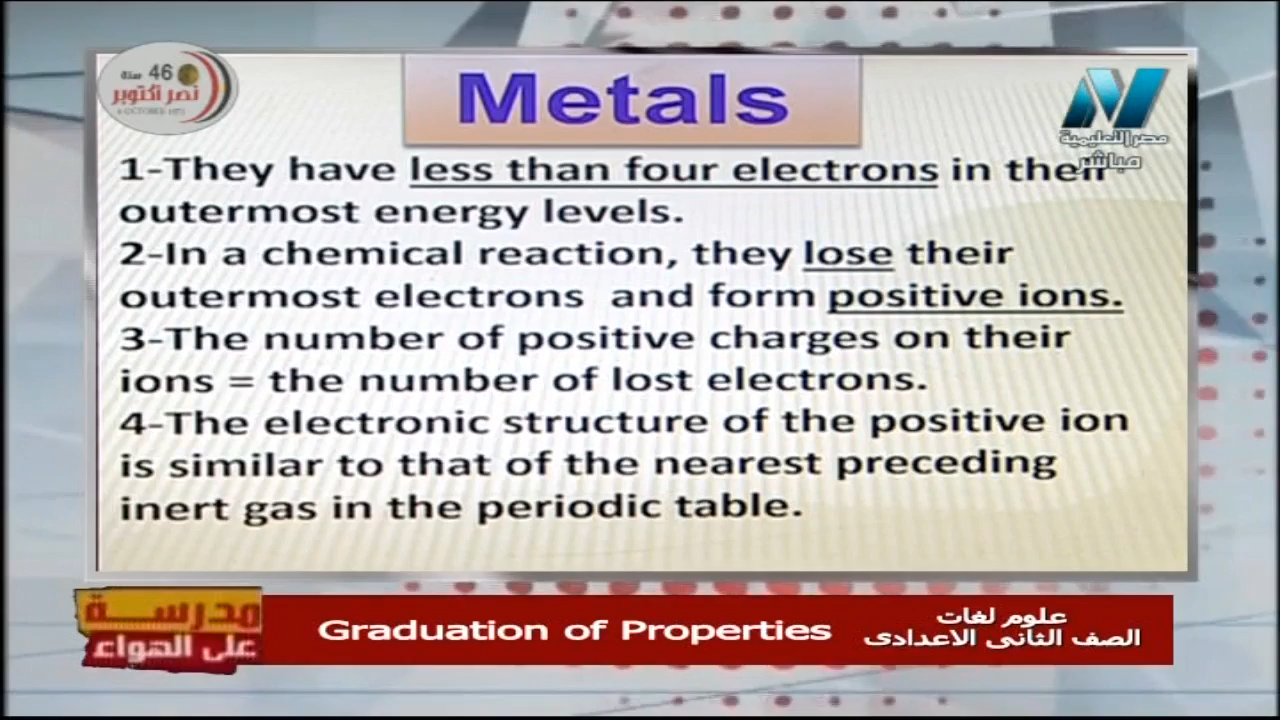 46 سنة
نصر أكتوبر
6 OCTOBER 1973
Metals
مصر التعليمية
مباشر
1-They have less than four electrons in their
outermost energy levels.
2-In a chemical reaction, they lose their
outermost electrons and form positive ions.
3-The number of positive charges on their
ions = the number of lost electrons.
4-The electronic structure of the positive ion
is similar to that of the nearest preceding
inert gas in the periodic table.
مدرسة
على الهواء
Graduation of Properties
علوم لغات
الصف الثانى الاعدادى